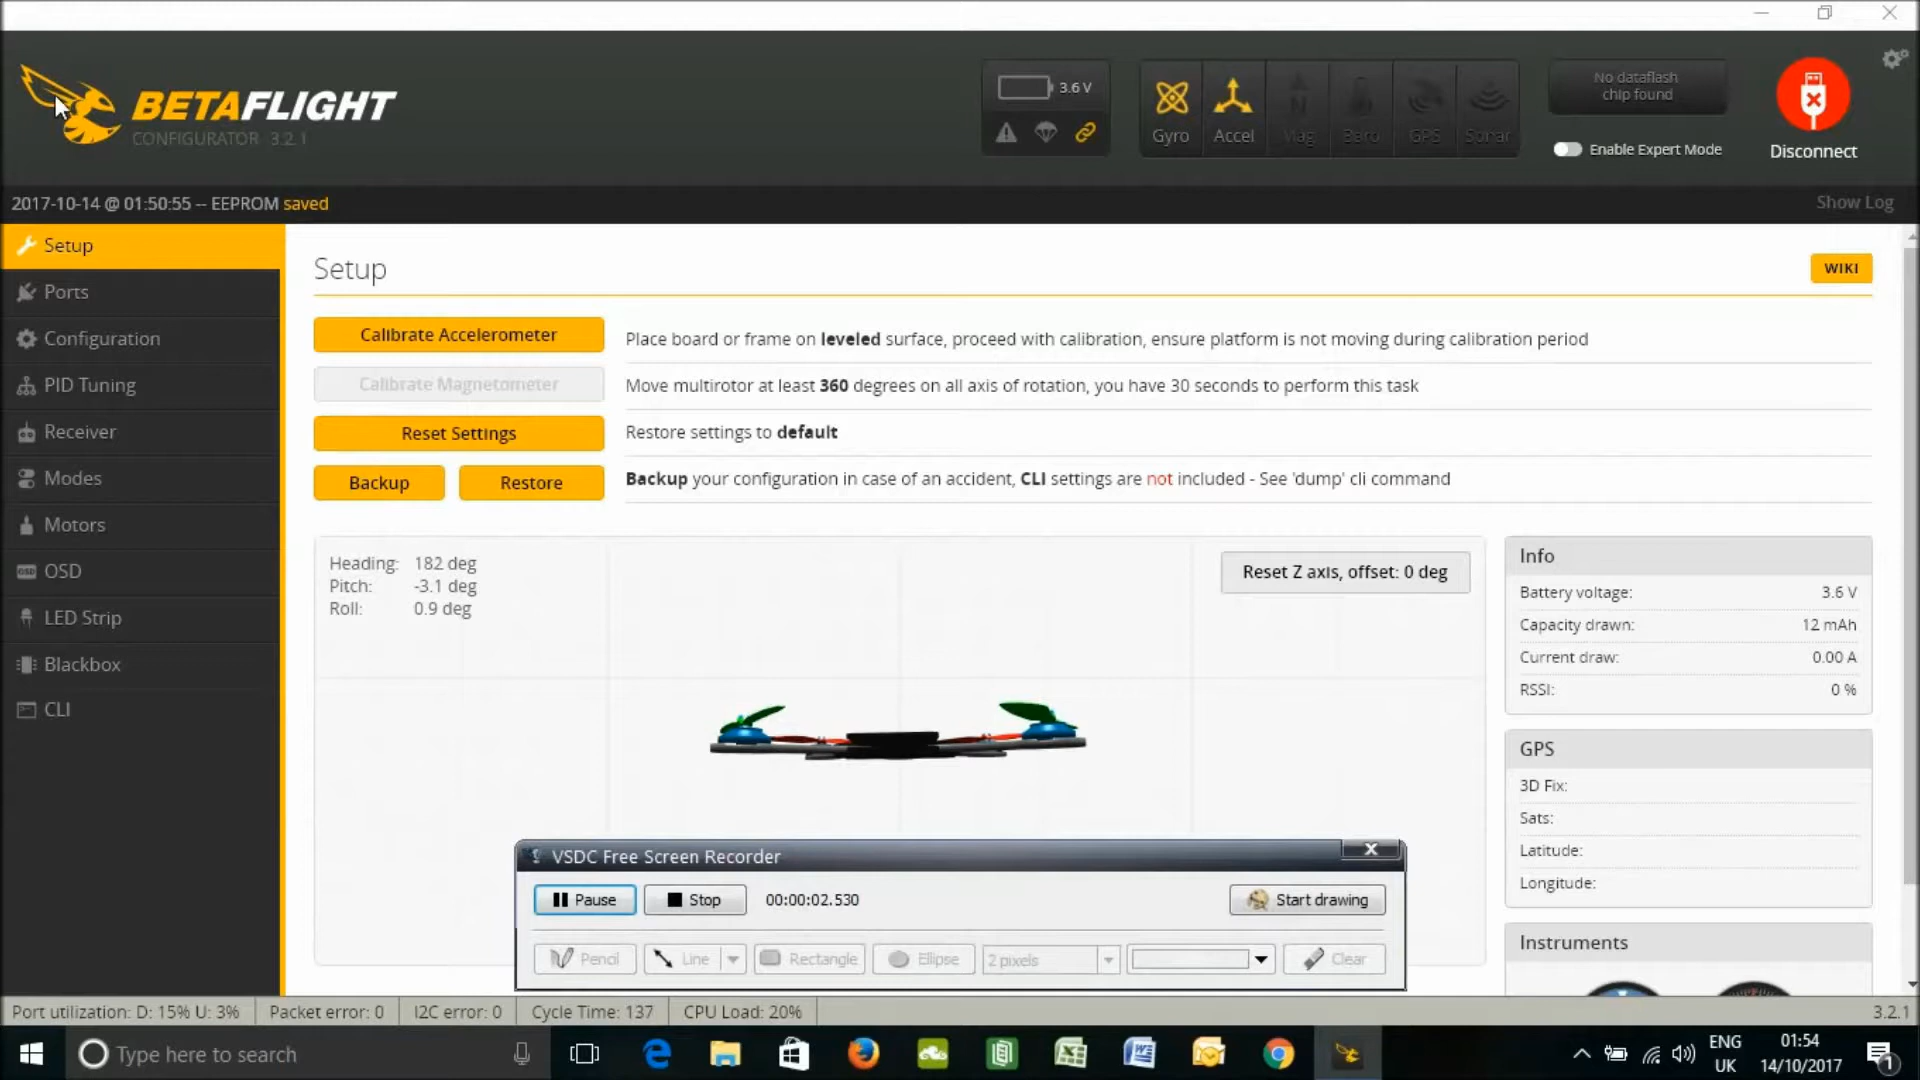 BETAFLIGHT
CONFIGURATOR 3.2.1
3.6 V
Gyro
Accel
Mag
Baro
GPS
Sonar
No dataflash
chip found
Enable Expert Mode
Disconnect
2017-10-14 @ 01:50:55 -- EEPROM saved
Show Log
Setup
Ports
Configuration
PID Tuning
Receiver
Modes
Motors
OSD
LED Strip
Blackbox
CLI
Setup
WIKI
Calibrate Accelerometer
Place board or frame on leveled surface, proceed with calibration, ensure platform is not moving during calibration period
Calibrate Magnetometer
Move multirotor at least 360 degrees on all axis of rotation, you have 30 seconds to perform this task
Reset Settings
Restore settings to default
Backup
Restore
Backup your configuration in case of an accident, CLI settings are not included - See 'dump' cli command
Heading: 182 deg
Pitch: -3.1 deg
Roll: 0.9 deg
Reset Z axis, offset: 0 deg
Info
Battery voltage: 3.6 V
Capacity drawn: 12 mAh
Current draw: 0.00 A
RSSI: 0 %
GPS
3D Fix:
Sats:
Latitude:
Longitude:
Instruments
VSDC Free Screen Recorder
Pause
Stop
00:00:02.530
Start drawing
Pencil
Line
Rectangle
Ellipse
2 pixels
Clear
Port utilization: D: 15% U: 3%
Packet error: 0
I2C error: 0
Cycle Time: 137
CPU Load: 20%
3.2.1
Type here to search
ENG
UK
01:54
14/10/2017
1